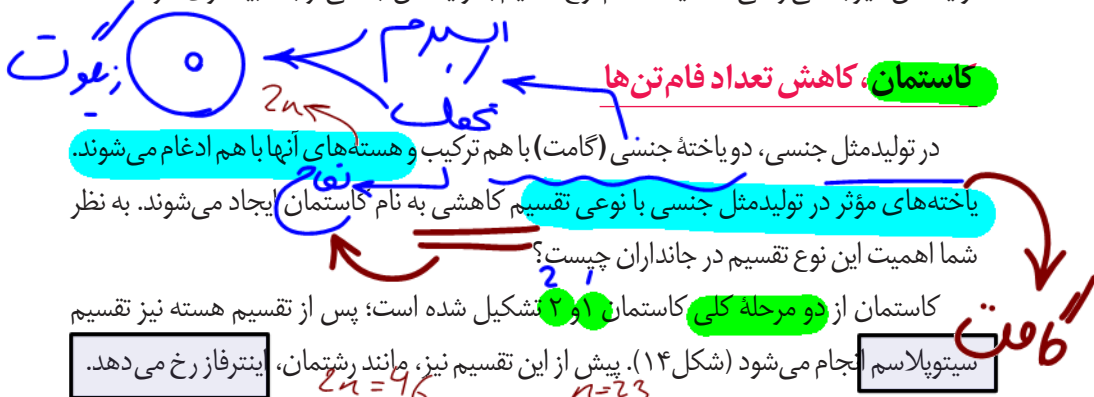 اسپرم
تخمک
زیگوت
2n
کاستمان، کاهش تعداد فام‌تن‌ها
در تولیدمثل جنسی، دو یاختهٔ جنسی (گامت) با هم ترکیب و هسته‌های آنها با هم ادغام می‌شوند.
لقاح
یاخته‌های مؤثر در تولیدمثل جنسی با نوعی تقسیم کاهشی به نام کاستمان ایجاد می‌شوند. به نظر
شما اهمیت این نوع تقسیم در جانداران چیست؟
1 2
کاستمان از دو مرحلهٔ کلی کاستمان ۱ و ۲ تشکیل شده است؛ پس از تقسیم هسته نیز تقسیم
گامت
سیتوپلاسم انجام می‌شود (شکل۱۴). پیش از این تقسیم نیز، مانند رشتمان، اینترفاز رخ می‌دهد.
n=23
2n=46